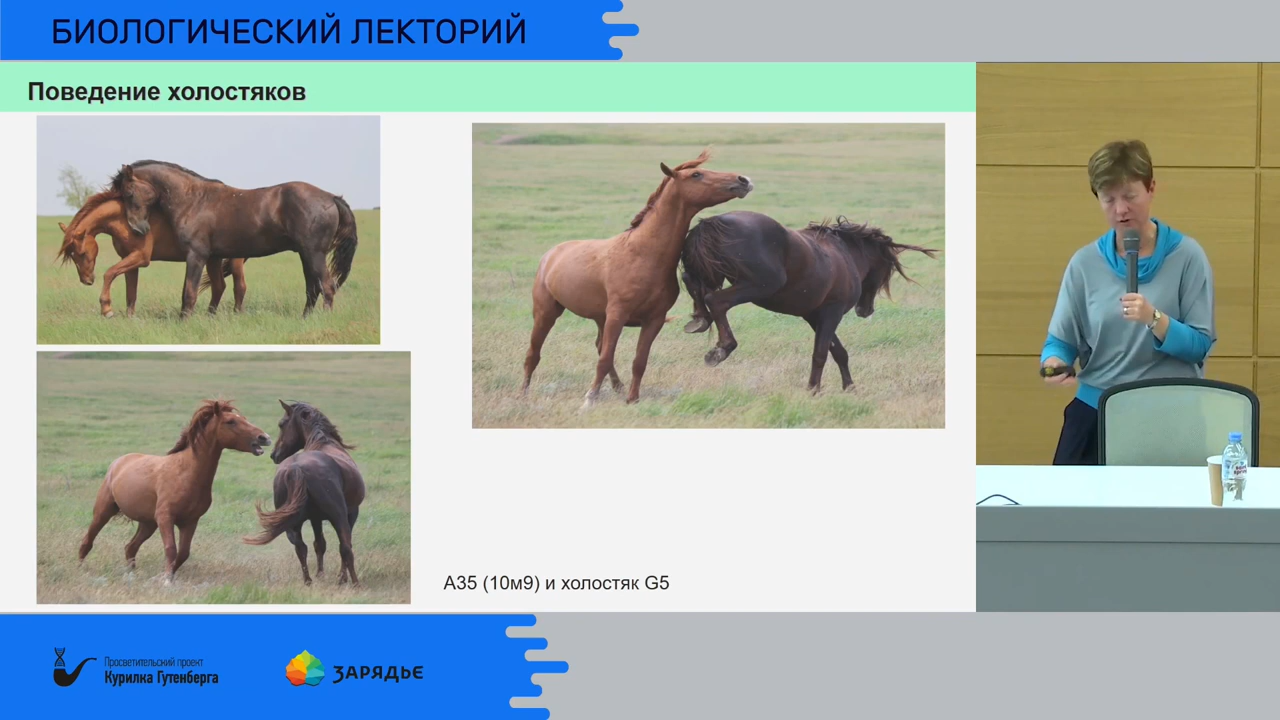 БИОЛОГИЧЕСКИЙ ЛЕКТОРИЙ
Поведение холостяков
А35 (10м9) и холостяк G5
Просветительский проект
Курилка Гутенберга
ЗАРЯДЬЕ